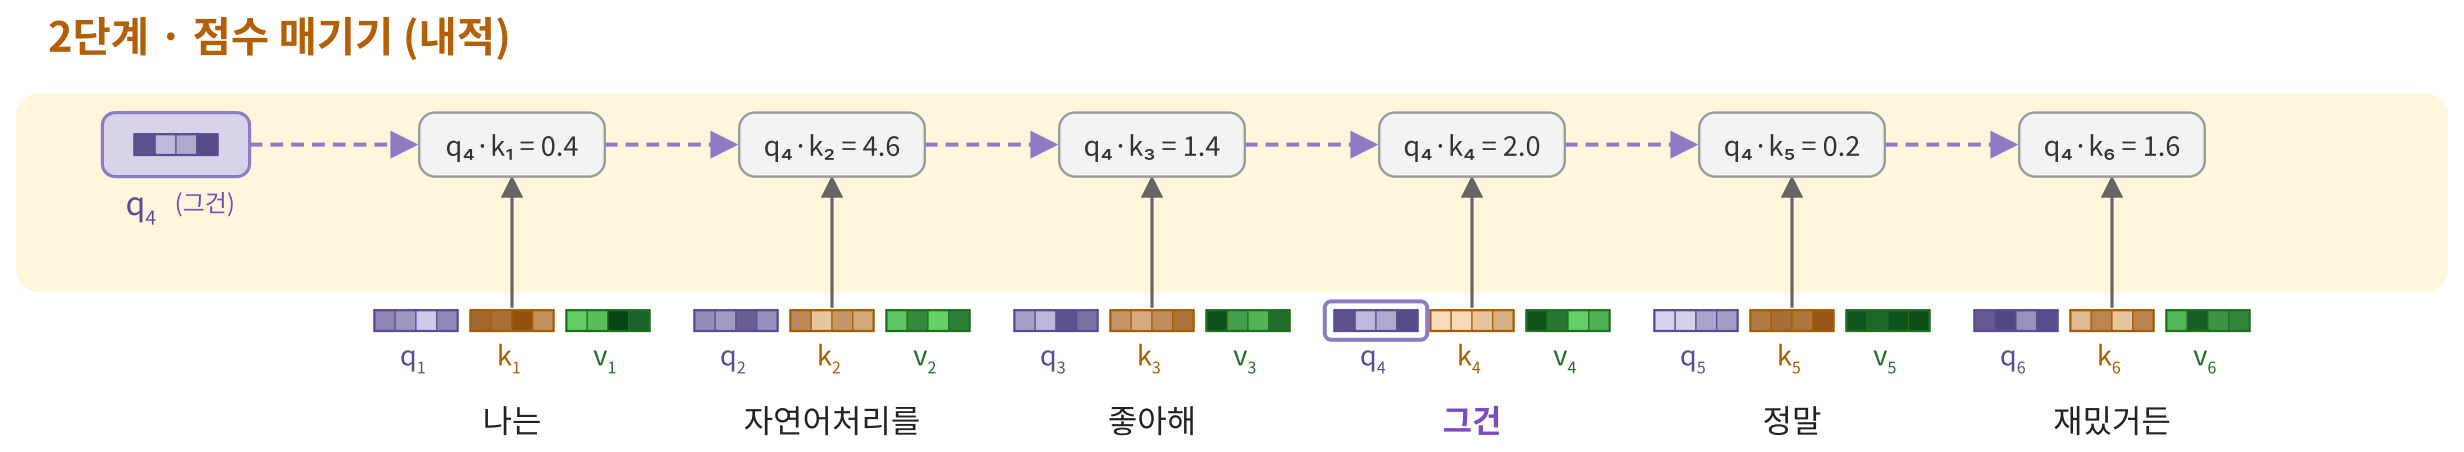 2단계 · 점수 매기기 (내적)
q₄·k₁ = 0.4 q₄·k₂ = 4.6 q₄·k₃ = 1.4 q₄·k₄ = 2.0 q₄·k₅ = 0.2 q₄·k₆ = 1.6
q₄ (그건)
q₁ k₁ v₁ q₂ k₂ v₂ q₃ k₃ v₃ q₄ k₄ v₄ q₅ k₅ v₅ q₆ k₆ v₆
나는 자연어처리를 좋아해 그건 정말 재밌거든